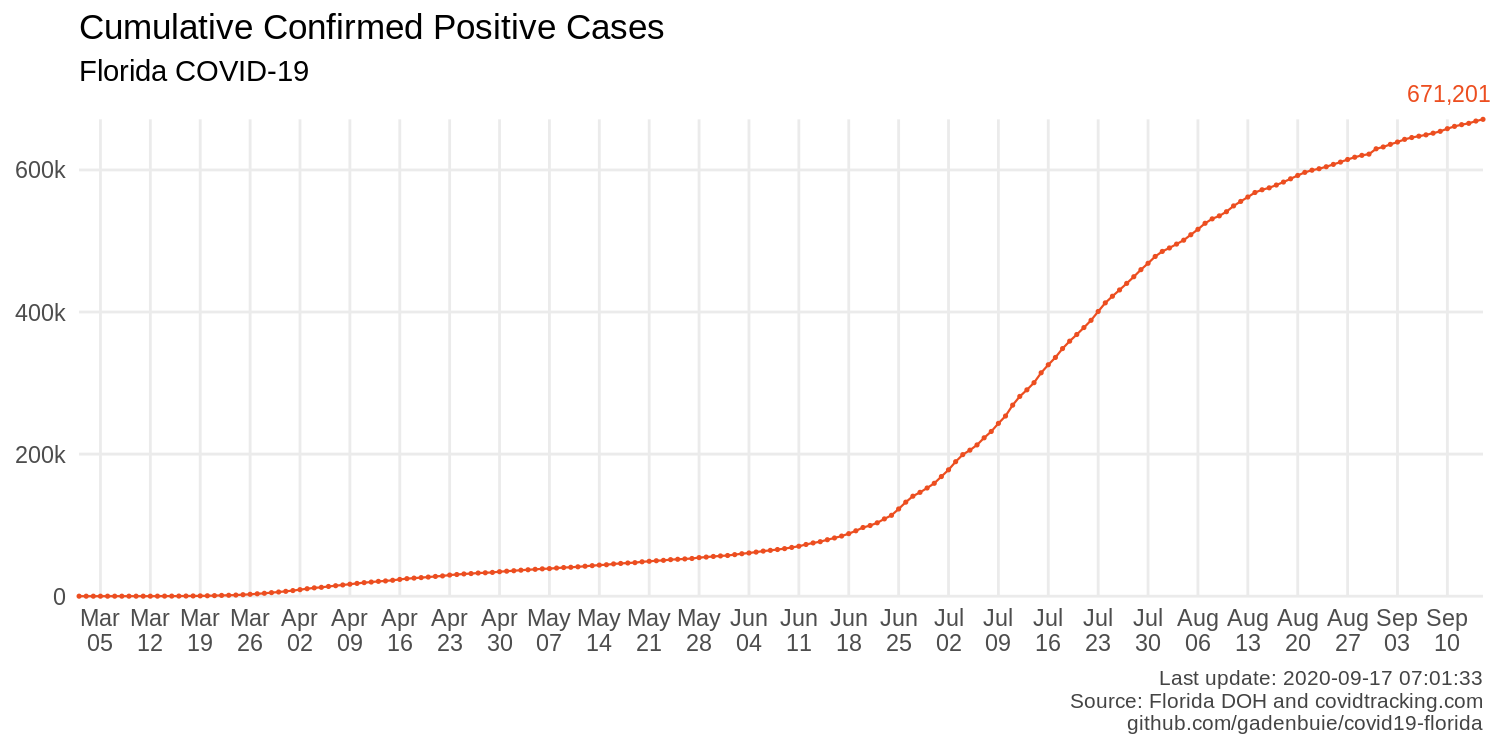 Cumulative Confirmed Positive Cases
Florida COVID-19
671,201
600k
400k
200k
0
Mar Mar Mar Mar Apr Apr Apr Apr Apr May May May May Jun Jun Jun Jun Jul Jul Jul Jul Jul Aug Aug Aug Aug Sep Sep
05 12 19 26 02 09 16 23 30 07 14 21 28 04 11 18 25 02 09 16 23 30 06 13 20 27 03 10
Last update: 2020-09-17 07:01:33
Source: Florida DOH and covidtracking.com
github.com/gadenbuie/covid19-florida